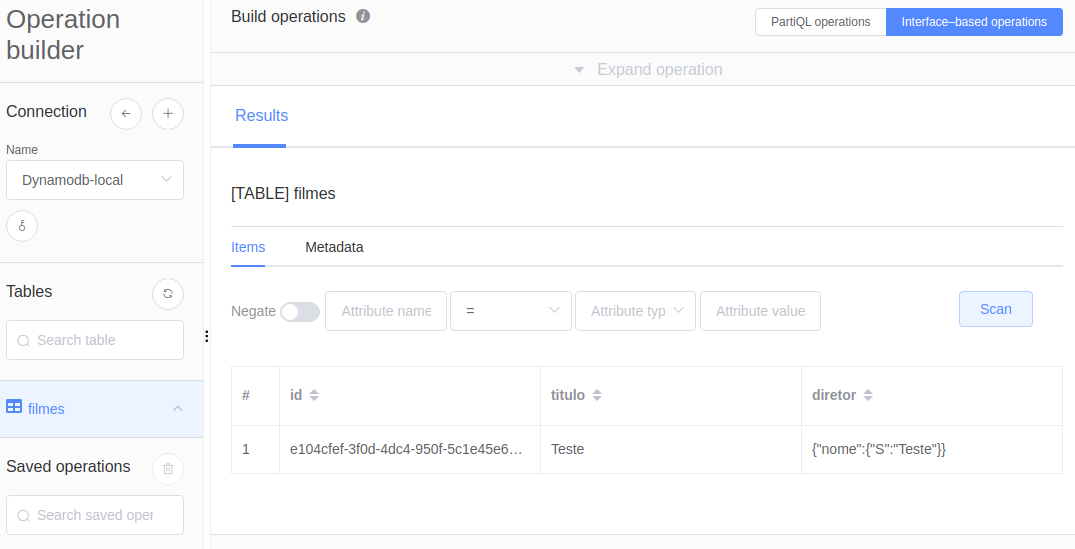 Operation
builder
Connection
Name
Dynamodb-local
Tables
Search table
filmes
Saved operations
Search saved oper
Build operations
PartiQL operations
Interface–based operations
Expand operation
Results
[TABLE] filmes
Items Metadata
Negate Attribute name = Attribute typ Attribute value Scan
# id titulo diretor
1 e104cfef-3f0d-4dc4-950f-5c1e45e6… Teste {"nome":{"S":"Teste"}}